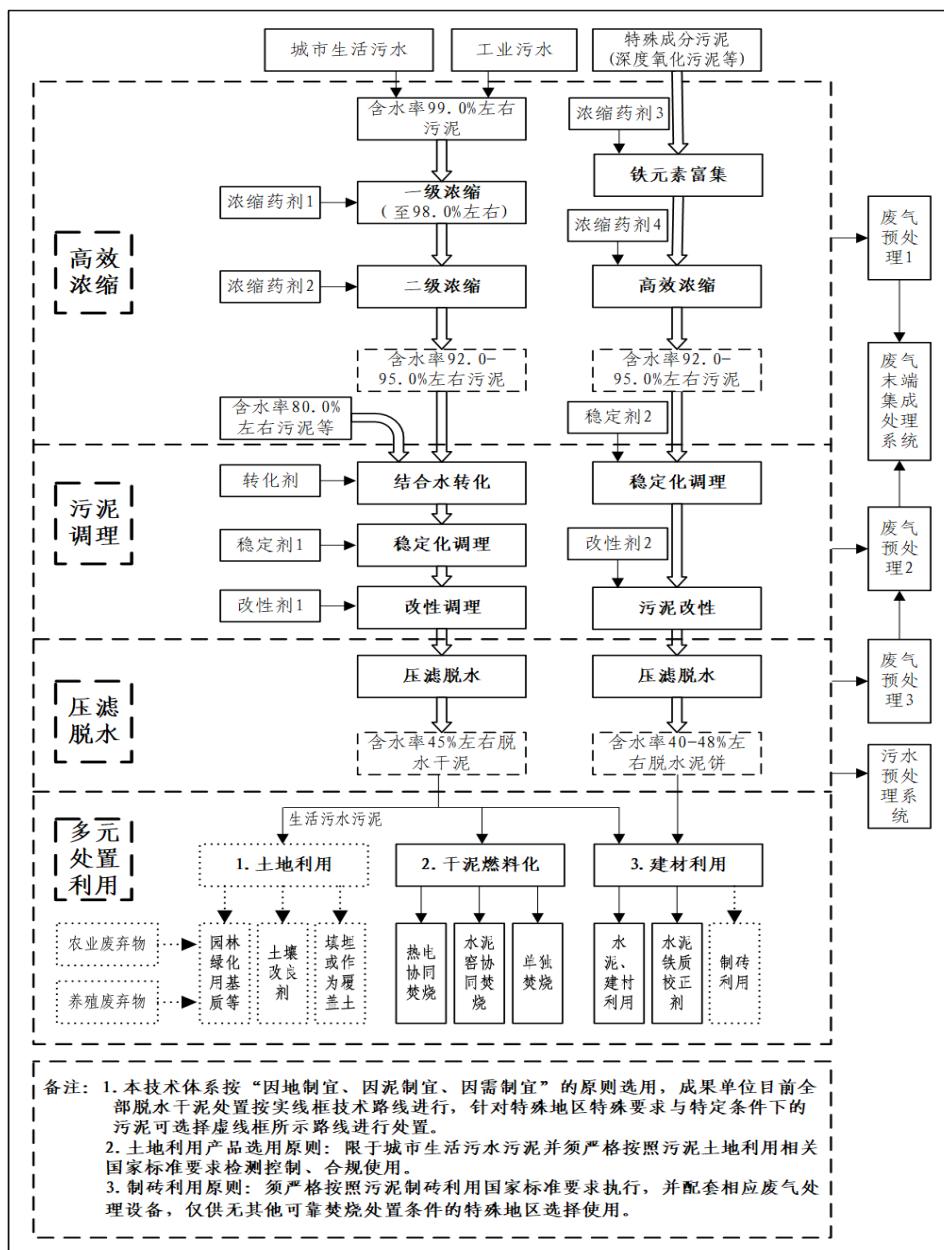 城市生活污水
工业污水
特殊成分污泥
(深度氧化污泥等)
含水率99.0%左右
污泥
浓缩药剂3
铁元素富集
浓缩药剂1
一级浓缩
(至98.0%左右)
浓缩药剂4
废气
预处
理1
高效
浓缩
浓缩药剂2
二级浓缩
高效浓缩
含水率92.0-
95.0%左右污泥
含水率92.0-
95.0%左右污泥
废气
末端
集成
处理
系统
含水率80.0%
左右污泥等
稳定剂2
污泥
调理
转化剂
结合水转化
稳定化调理
稳定剂1
稳定化调理
改性剂2
废气
预处
理2
改性剂1
改性调理
污泥改性
压滤
脱水
压滤脱水
压滤脱水
废气
预处
理3
含水率45%左右脱
水干泥
含水率40-48%左
右脱水泥饼
污水
预处
理系
统
多元
处置
利用
生活污水污泥
1.土地利用
2.干泥燃料化
3.建材利用
农业废弃物
养殖废弃物
园林
绿化
用基
质等
土壤
改良
剂
填埋
或作
为覆
盖土
热电
协同
焚烧
水泥
窑协
同焚
烧
单独
焚烧
水
泥、
建材
利用
水泥
铁质
校正
剂
制砖
利用
备注：1.本技术体系按“因地制宜、因泥制宜、因需制宜”的原则选用，成果单位目前全
部脱水干泥处置按实线框技术路线进行，针对特殊地区特殊要求与特定条件下的
污泥可选择虚线框所示路线进行处置。
2.土地利用产品选用原则：限于城市生活污水污泥并须严格按照污泥土地利用相关
国家标准要求检测控制、合规使用。
3.制砖利用原则：须严格按照污泥制砖利用国家标准要求执行，并配套相应废气处
理设备，仅供无其他可靠焚烧处置条件的特殊地区选择使用。